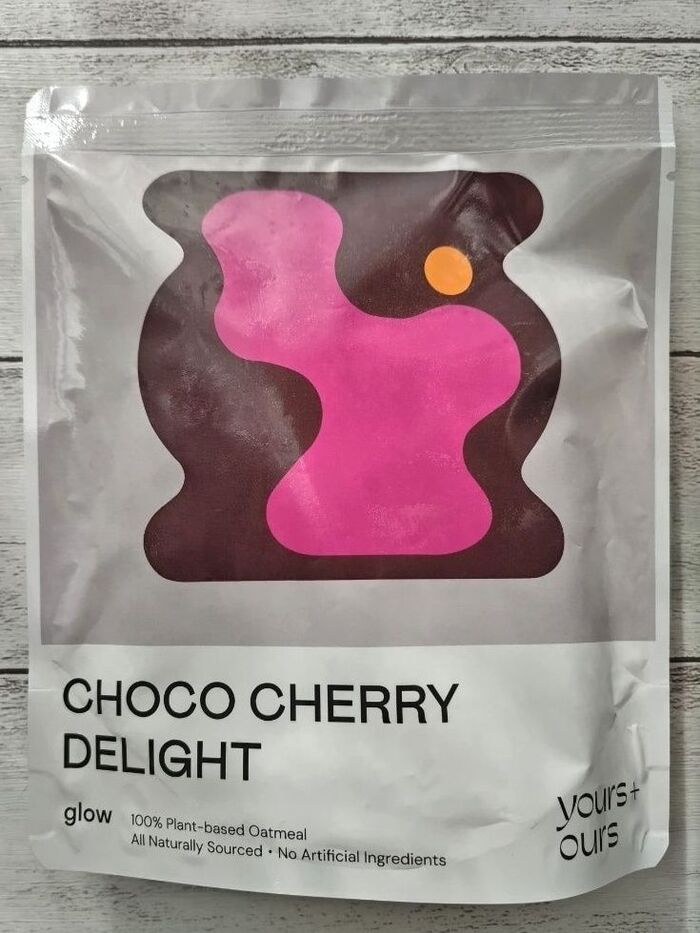 CHOCO CHERRY
DELIGHT
glow
100% Plant-based Oatmeal
All Naturally Sourced • No Artificial Ingredients
yours+
ours